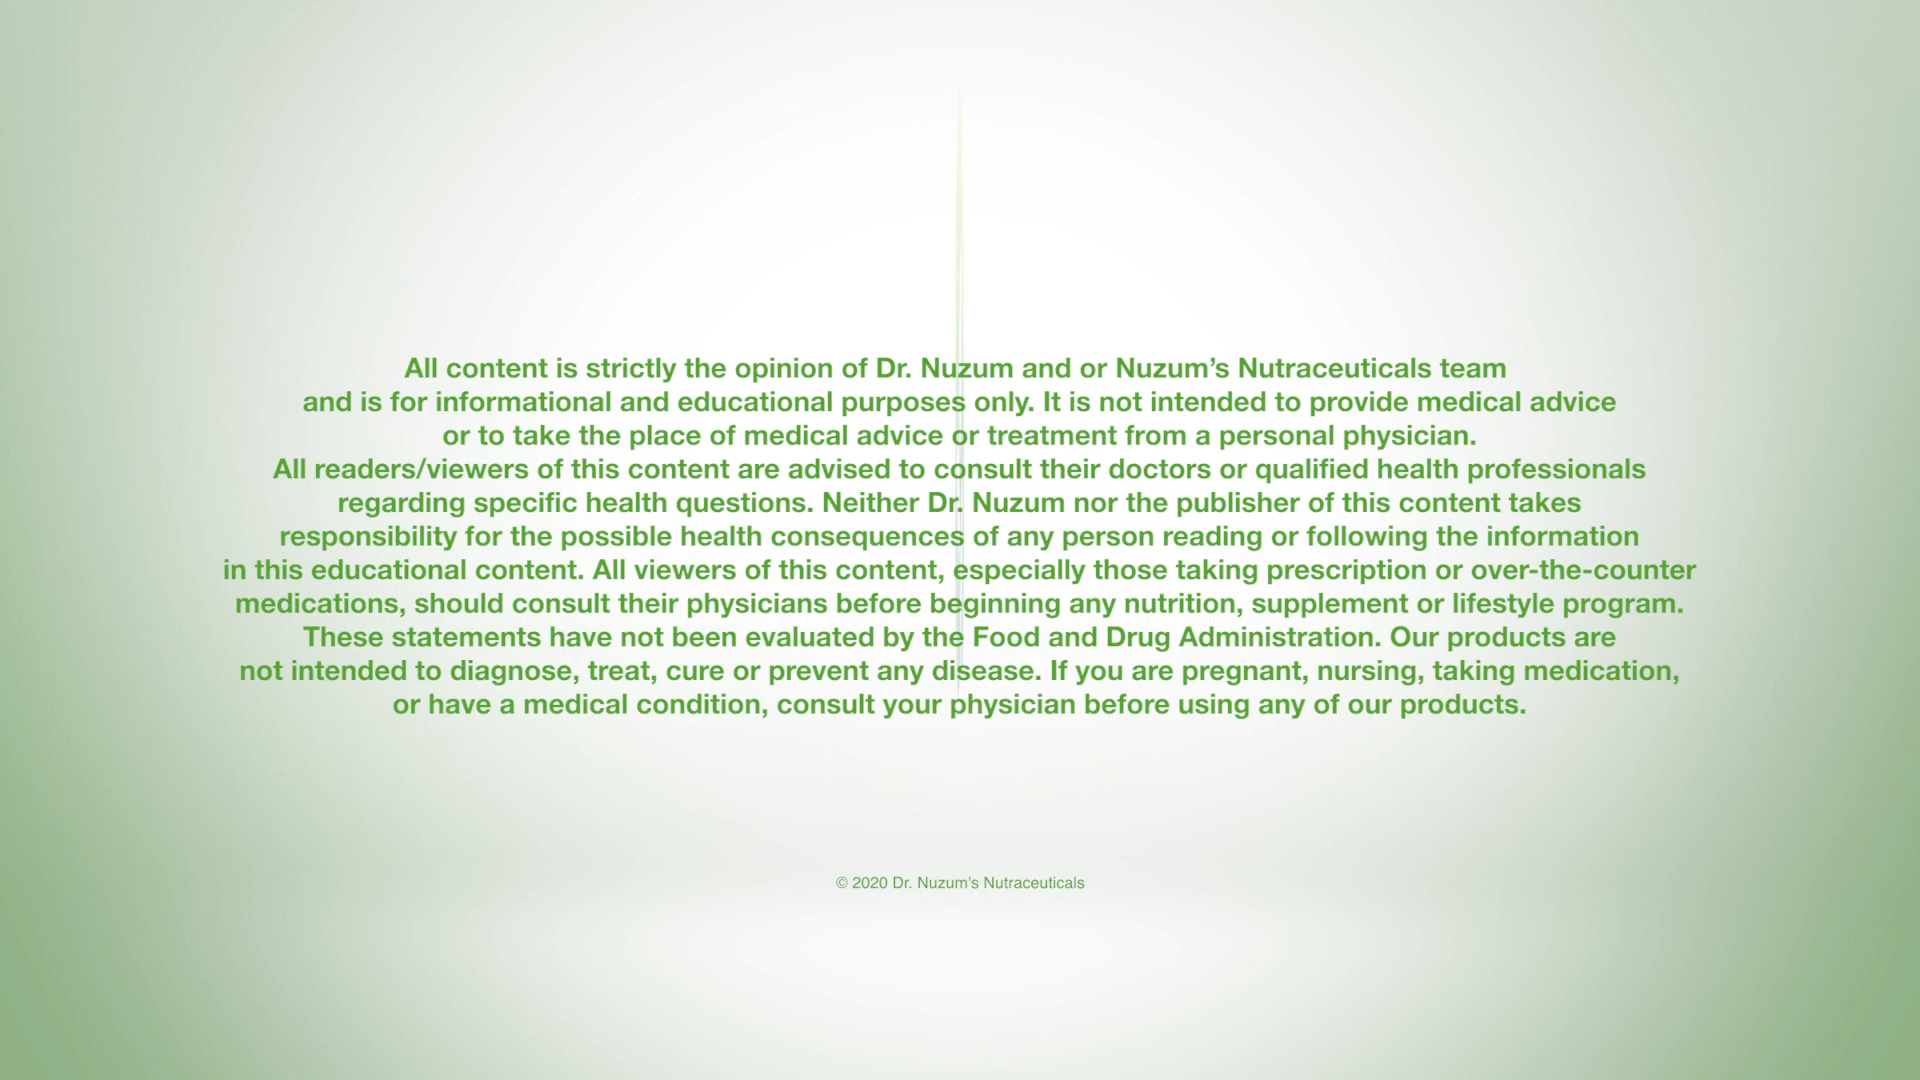 All content is strictly the opinion of Dr. Nuzum and or Nuzum’s Nutraceuticals team
and is for informational and educational purposes only. It is not intended to provide medical advice
or to take the place of medical advice or treatment from a personal physician.
All readers/viewers of this content are advised to consult their doctors or qualified health professionals
regarding specific health questions. Neither Dr. Nuzum nor the publisher of this content takes
responsibility for the possible health consequences of any person reading or following the information
in this educational content. All viewers of this content, especially those taking prescription or over-the-counter
medications, should consult their physicians before beginning any nutrition, supplement or lifestyle program.
These statements have not been evaluated by the Food and Drug Administration. Our products are
not intended to diagnose, treat, cure or prevent any disease. If you are pregnant, nursing, taking medication,
or have a medical condition, consult your physician before using any of our products.
© 2020 Dr. Nuzum's Nutraceuticals